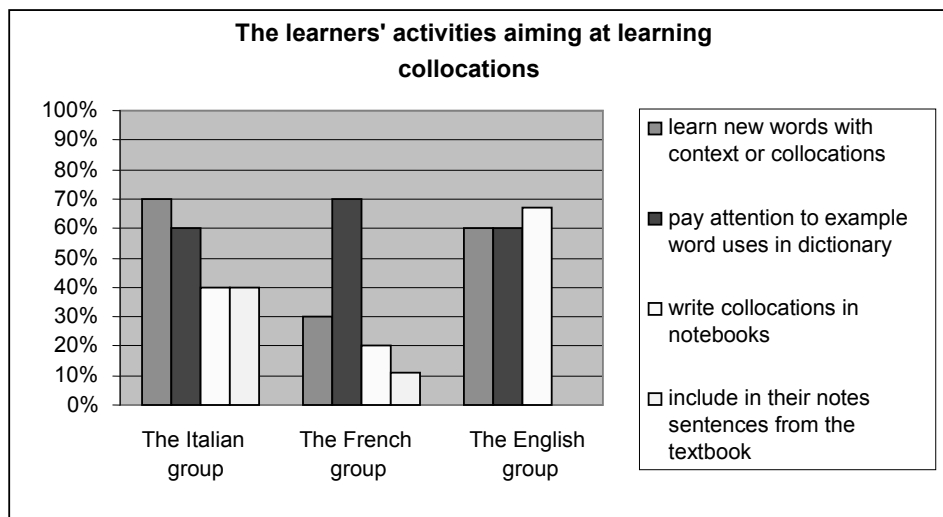 The learners' activities aiming at learning
collocations
100%
90%
80%
70%
60%
50%
40%
30%
20%
10%
0%
The Italian
group
The French
group
The English
group
learn new words with
context or collocations
pay attention to example
word uses in dictionary
write collocations in
notebooks
include in their notes
sentences from the
textbook